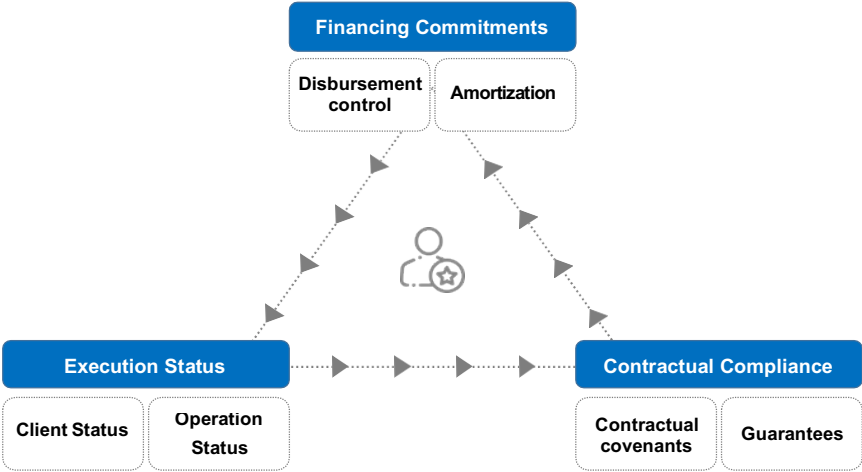 Financing Commitments
Disbursement
control
Amortization
Execution Status
Client Status
Operation
Status
Contractual Compliance
Contractual
covenants
Guarantees